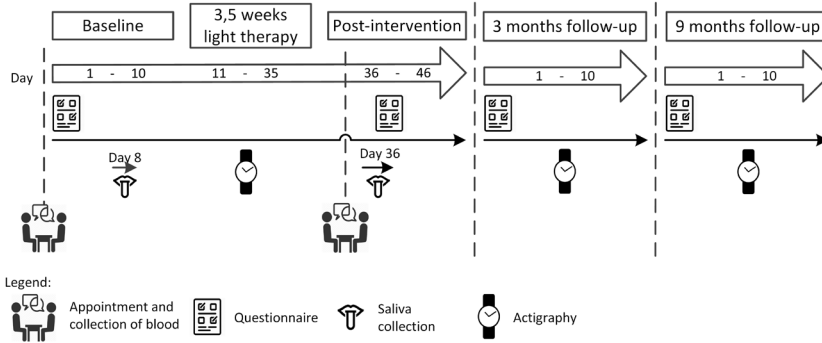 Baseline
3,5 weeks
light therapy
Post-intervention
3 months follow-up
9 months follow-up
Day
1 - 10
11 - 35
36 - 46
1 - 10
1 - 10
Day 8
Day 36
Legend:
Appointment and
collection of blood
Questionnaire
Saliva
collection
Actigraphy